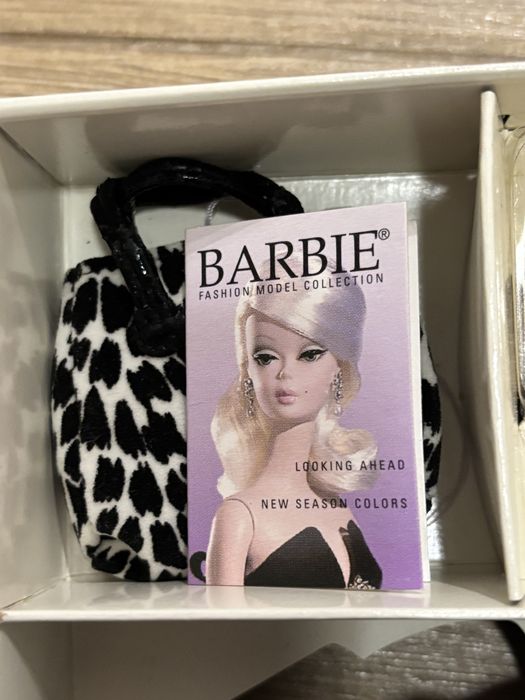 BARBIE®
FASHION MODEL COLLECTION
LOOKING AHEAD
NEW SEASON COLORS